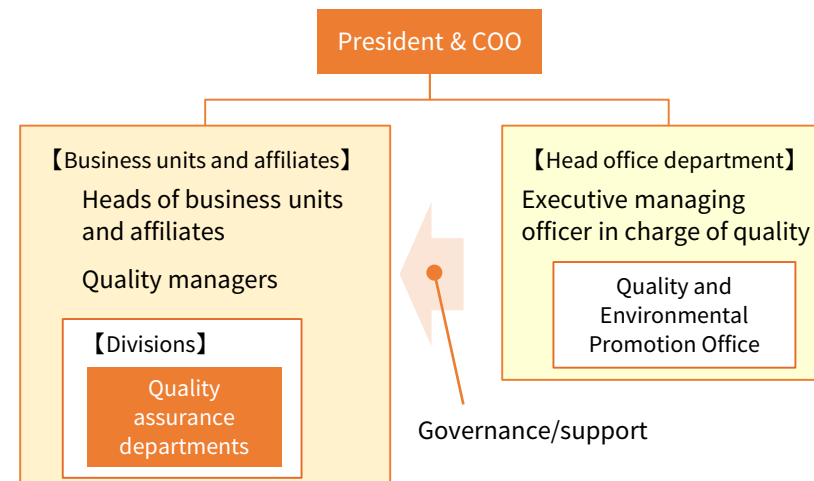 President & COO
【Business units and affiliates】
Heads of business units
and affiliates
Quality managers
【Divisions】
Quality
assurance
departments
【Head office department】
Executive managing
officer in charge of quality
Quality and
Environmental
Promotion Office
Governance/support